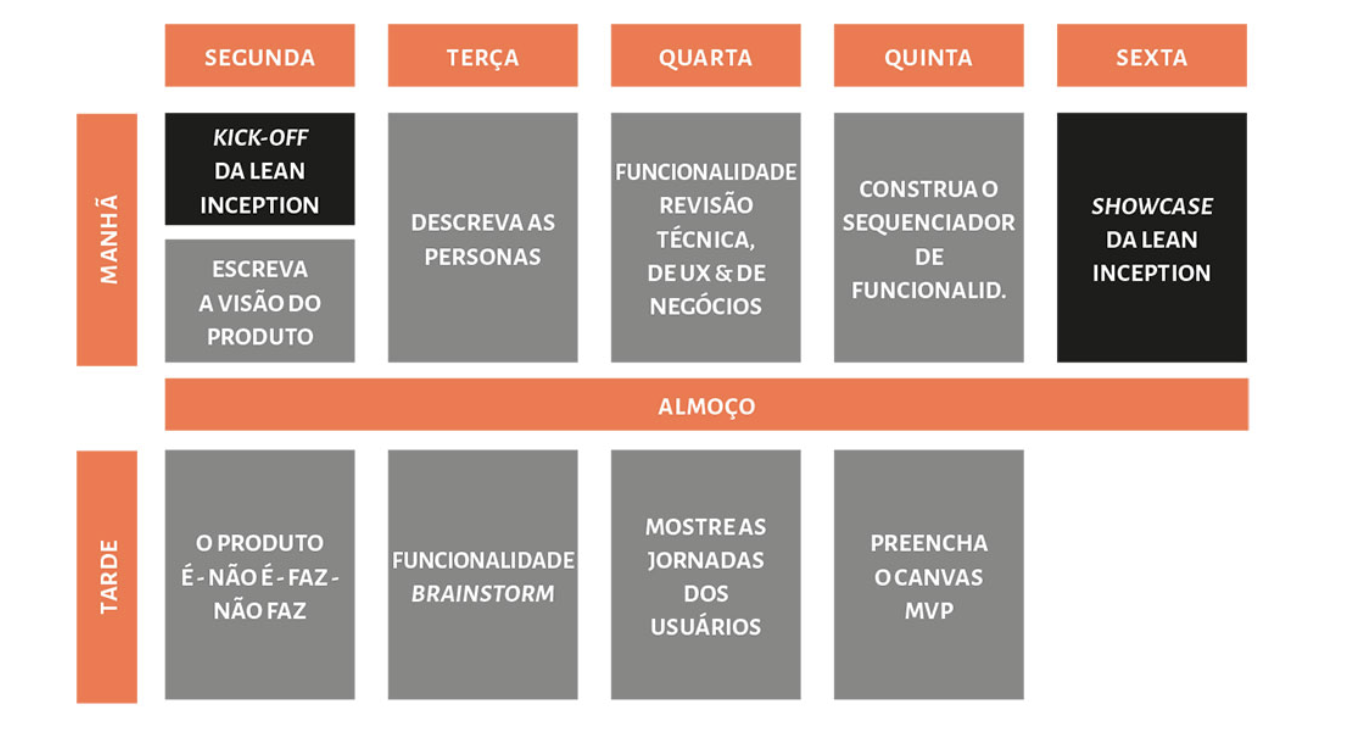 SEGUNDA
TERÇA
QUARTA
QUINTA
SEXTA
MANHÃ
KICK-OFF
DA LEAN
INCEPTION
ESCREVA
A VISÃO DO
PRODUTO
DESCREVA AS
PERSONAS
FUNCIONALIDADE
REVISÃO
TÉCNICA,
DE UX & DE
NEGÓCIOS
CONSTRUA O
SEQUENCIADOR
DE
FUNCIONALID.
SHOWCASE
DA LEAN
INCEPTION
ALMOÇO
TARDE
O PRODUTO
É - NÃO É - FAZ -
NÃO FAZ
FUNCIONALIDADE
BRAINSTORM
MOSTRE AS
JORNADAS
DOS
USUÁRIOS
PREENCHA
O CANVAS
MVP